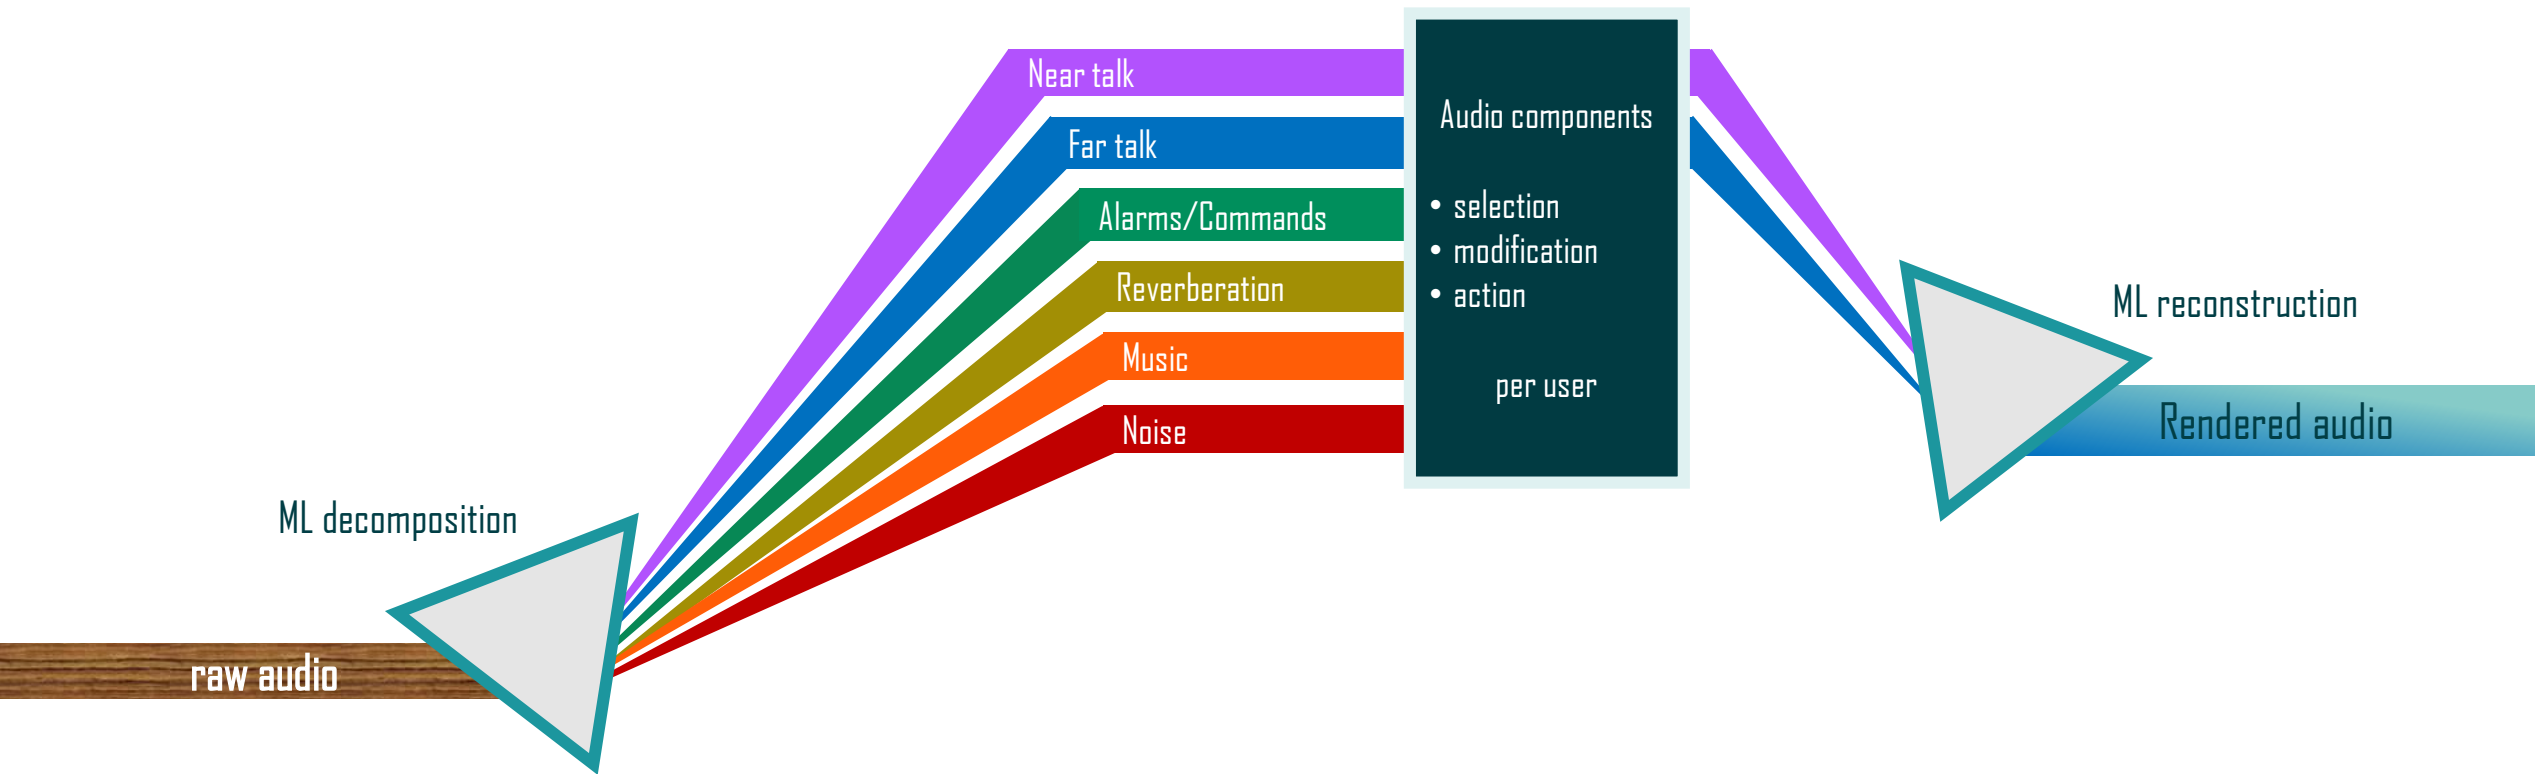 Near talk
Far talk
Alarms/Commands
Reverberation
Music
Noise
Audio components
• selection
• modification
• action
per user
ML reconstruction
Rendered audio
ML decomposition
raw audio